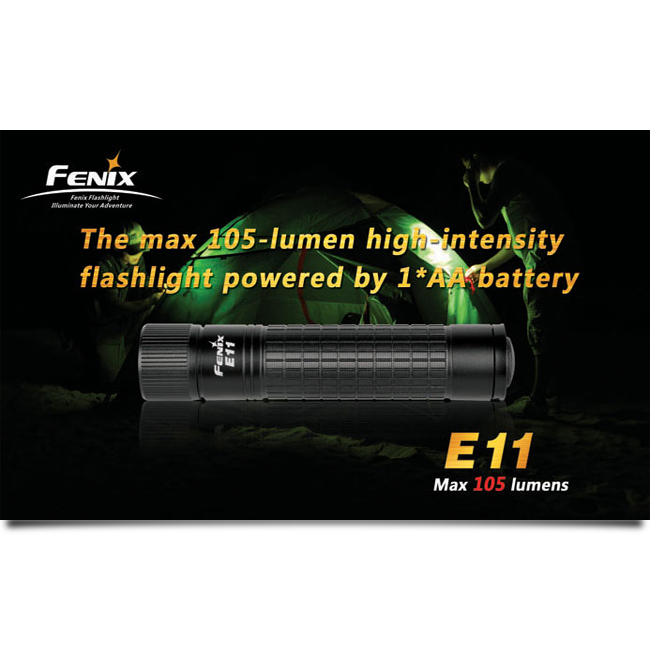 FENIX
Fenix Flashlight
Illuminate Your Adventure
The max 105-lumen high-intensity
flashlight powered by 1*AA battery
FENIX
E11
E11
Max 105 lumens